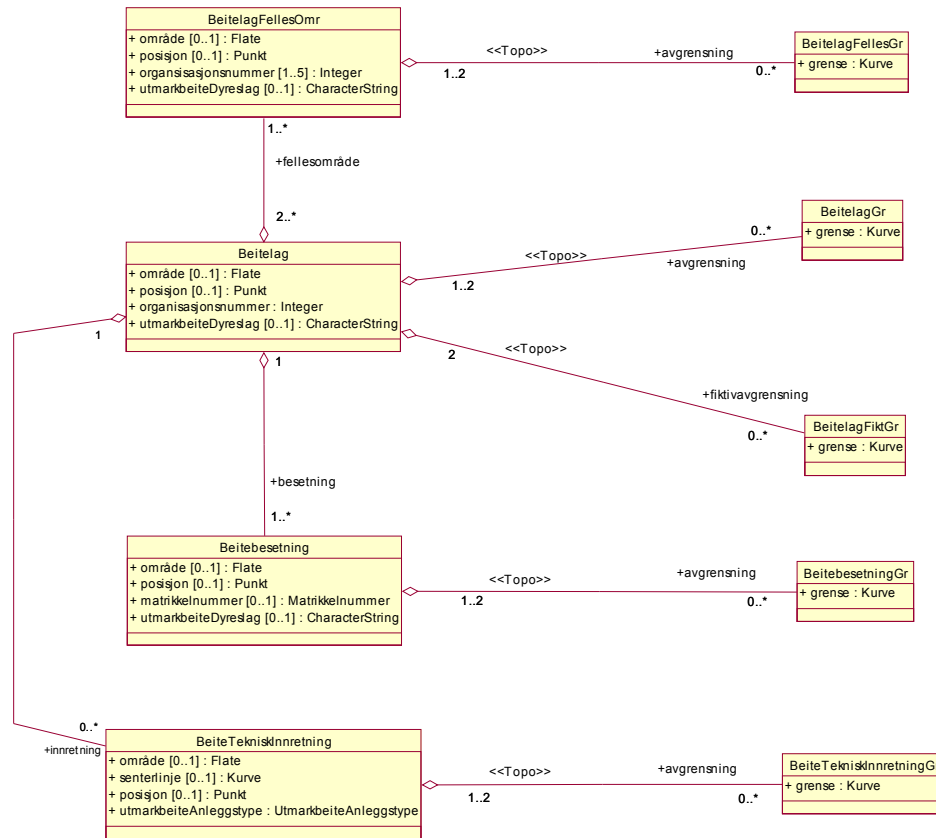 BeitelagFellesOmr
+ område [0..1] : Flate
+ posisjon [0..1] : Punkt
+ organsisasjonsnummer [1..5] : Integer
+ utmarkbeiteDyreslag [0..1] : CharacterString
<<Topo>>
+avgrensning
1..2
0..*
BeitelagFellesGr
+ grense : Kurve
1..*
+fellesområde
2..*
Beitelag
+ område [0..1] : Flate
+ posisjon [0..1] : Punkt
+ organisasjonsnummer : Integer
+ utmarkbeiteDyreslag [0..1] : CharacterString
<<Topo>>
+avgrensning
1..2
0..*
BeitelagGr
+ grense : Kurve
1
1
2
<<Topo>>
+fiktivavgrensning
0..*
BeitelagFiktGr
+ grense : Kurve
+besetning
1..*
Beitebesetning
+ område [0..1] : Flate
+ posisjon [0..1] : Punkt
+ matrikkelnummer [0..1] : Matrikkelnummer
+ utmarkbeiteDyreslag [0..1] : CharacterString
<<Topo>>
+avgrensning
1..2
0..*
BeitebesetningGr
+ grense : Kurve
0..*
+innretning
BeiteTekniskInnretning
+ område [0..1] : Flate
+ senterlinje [0..1] : Kurve
+ posisjon [0..1] : Punkt
+ utmarkbeiteAnleggstype : UtmarkbeiteAnleggstype
<<Topo>>
+avgrensning
1..2
0..*
BeiteTekniskInnretningGr
+ grense : Kurve